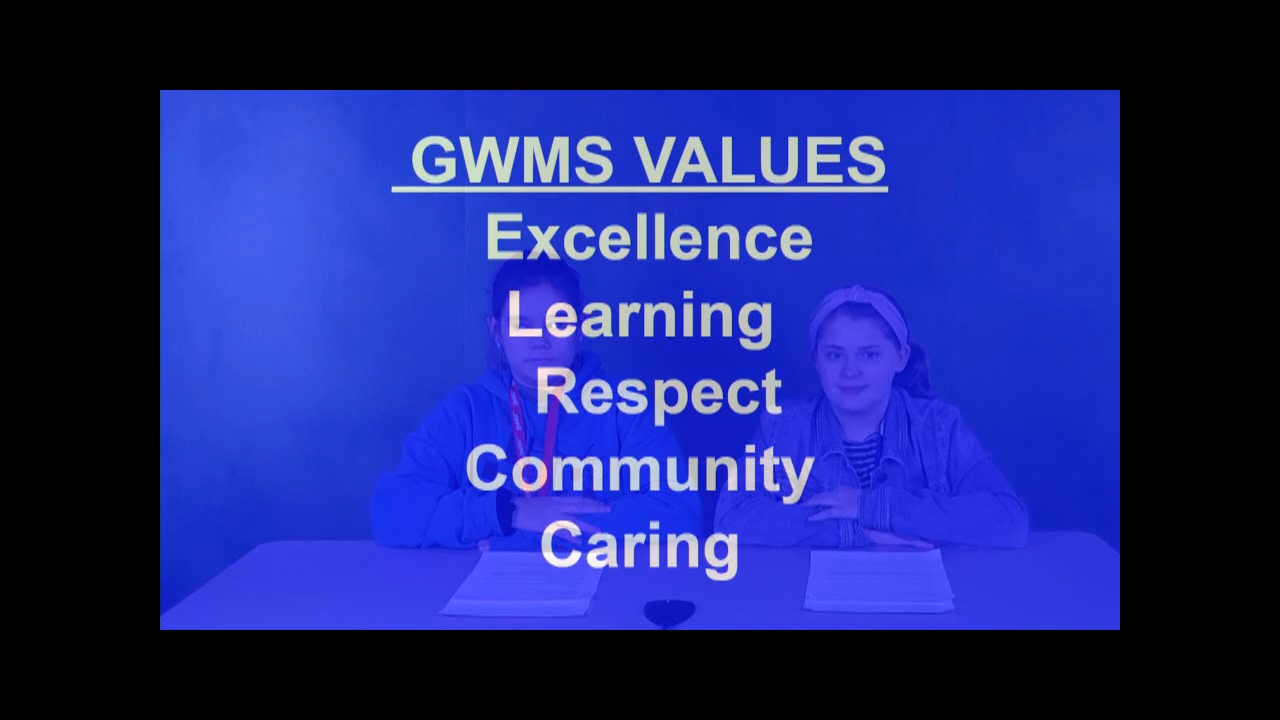 GWMS VALUES
Excellence
Learning
Respect
Community
Caring